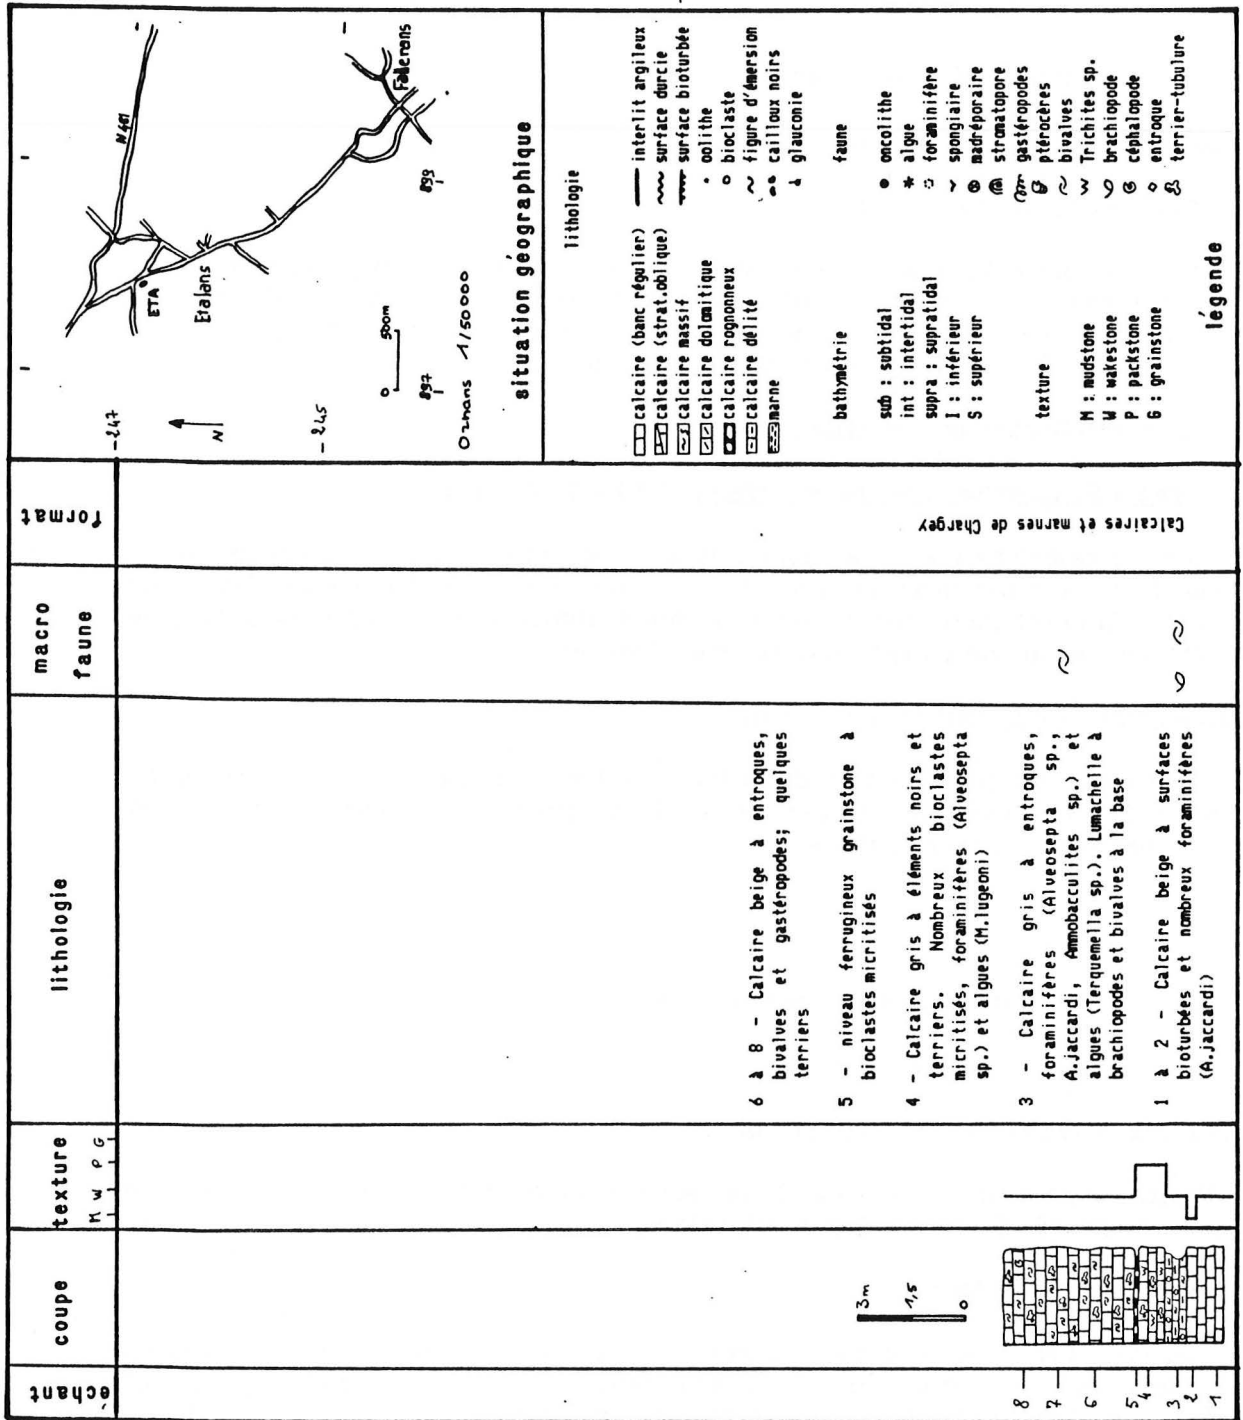 échant
coupe
texture
M W P G
lithologie
macro
faune
format
8
7
6
5
4
3
2
1
3m
1,5
0
6 à 8 - Calcaire beige à entroques,
bivalves et gastéropodes; quelques
terriers
5 - niveau ferrugineux grainstone à
bioclastes micritisés
4 - Calcaire gris à éléments noirs et
terriers. Nombreux bioclastes
micritisés, foraminifères (Alveosepta
sp.) et algues (M.lugeoni)
3 - Calcaire gris à entroques,
foraminifères (Alveosepta sp.,
A.jaccardi, Ammobacculites sp.) et
algues (Terquemella sp.). Lumachelle à
brachiopodes et bivalves à la base
1 à 2 - Calcaire beige à surfaces
bioturbées et nombreux foraminifères
(A.jaccardi)
Calcaires et marnes de Chargey
N461
ETA
Etalans
Fallerans
-247
-245
N
0 500m
897 899
Ornans 1/50000
situation géographique
lithologie
calcaire (banc régulier)
calcaire (strat.oblique)
calcaire massif
calcaire dolomitique
calcaire rognonneux
calcaire délité
marne
interlit argileux
surface durcie
surface bioturbée
oolithe
bioclaste
figure d'émersion
cailloux noirs
glauconie
bathymétrie
sub : subtidal
int : intertidal
supra : supratidal
I : inférieur
S : supérieur
texture
M : mudstone
W : wakestone
P : packstone
G : grainstone
faune
oncolithe
algue
foraminifère
spongiaire
madréporaire
stromatopore
gastéropodes
ptérocères
bivalves
Trichites sp.
brachiopode
céphalopode
entroque
terrier-tubulure
légende